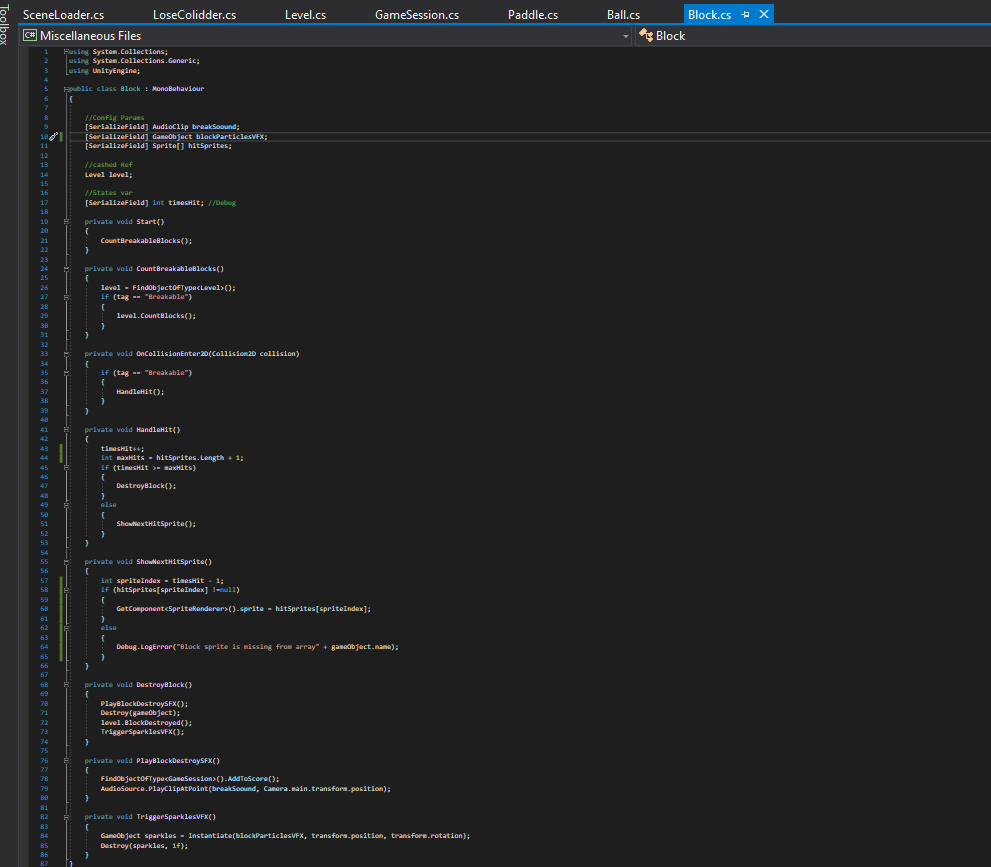 Toolbox
SceneLoader.cs LoseColidder.cs Level.cs GameSession.cs Paddle.cs Ball.cs Block.cs
C# Miscellaneous Files Block
1 using System.Collections;
2 using System.Collections.Generic;
3 using UnityEngine;
4
5 public class Block : MonoBehaviour
6 {
7
8 //Config Params
9 [SerializeField] AudioClip breakSoound;
10 [SerializeField] GameObject blockParticlesVFX;
11 [SerializeField] Sprite[] hitSprites;
12
13 //cashed Ref
14 Level level;
15
16 //States var
17 [SerializeField] int timesHit; //Debug
18
19 private void Start()
20 {
21 CountBreakableBlocks();
22 }
23
24 private void CountBreakableBlocks()
25 {
26 level = FindObjectOfType<Level>();
27 if (tag == "Breakable")
28 {
29 level.CountBlocks();
30 }
31 }
32
33 private void OnCollisionEnter2D(Collision2D collision)
34 {
35 if (tag == "Breakable")
36 {
37 HandleHit();
38 }
39 }
40
41 private void HandleHit()
42 {
43 timesHit++;
44 int maxHits = hitSprites.Length + 1;
45 if (timesHit >= maxHits)
46 {
47 DestroyBlock();
48 }
49 else
50 {
51 ShowNextHitSprite();
52 }
53 }
54
55 private void ShowNextHitSprite()
56 {
57 int spriteIndex = timesHit - 1;
58 if (hitSprites[spriteIndex] !=null)
59 {
60 GetComponent<SpriteRenderer>().sprite = hitSprites[spriteIndex];
61 }
62 else
63 {
64 Debug.LogError("Block sprite is missing from array" + gameObject.name);
65 }
66 }
67
68 private void DestroyBlock()
69 {
70 PlayBlockDestroySFX();
71 Destroy(gameObject);
72 level.BlockDestroyed();
73 TriggerSparklesVFX();
74 }
75
76 private void PlayBlockDestroySFX()
77 {
78 FindObjectOfType<GameSession>().AddToScore();
79 AudioSource.PlayClipAtPoint(breakSoound, Camera.main.transform.position);
80 }
81
82 private void TriggerSparklesVFX()
83 {
84 GameObject sparkles = Instantiate(blockParticlesVFX, transform.position, transform.rotation);
85 Destroy(sparkles, 1f);
86 }
87 }